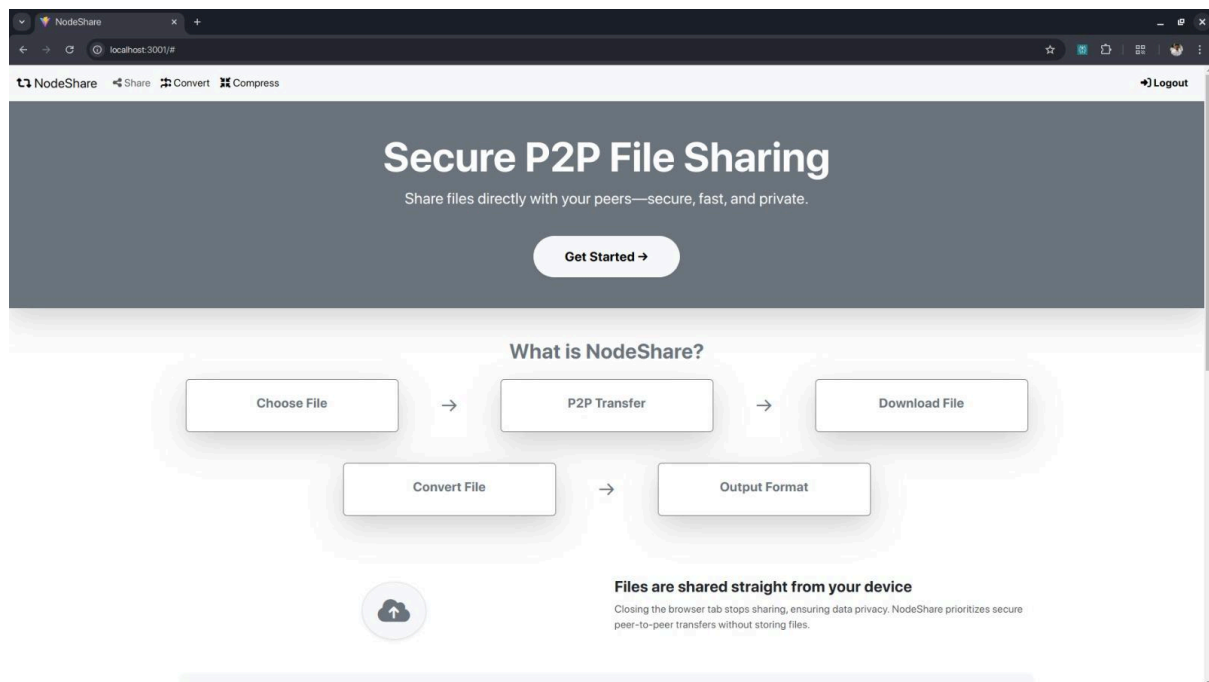 NodeShare
localhost:3001/#
NodeShare Share Convert Compress Logout
Secure P2P File Sharing
Share files directly with your peers—secure, fast, and private.
Get Started →
What is NodeShare?
Choose File → P2P Transfer → Download File
Convert File → Output Format
Files are shared straight from your device
Closing the browser tab stops sharing, ensuring data privacy. NodeShare prioritizes secure
peer-to-peer transfers without storing files.